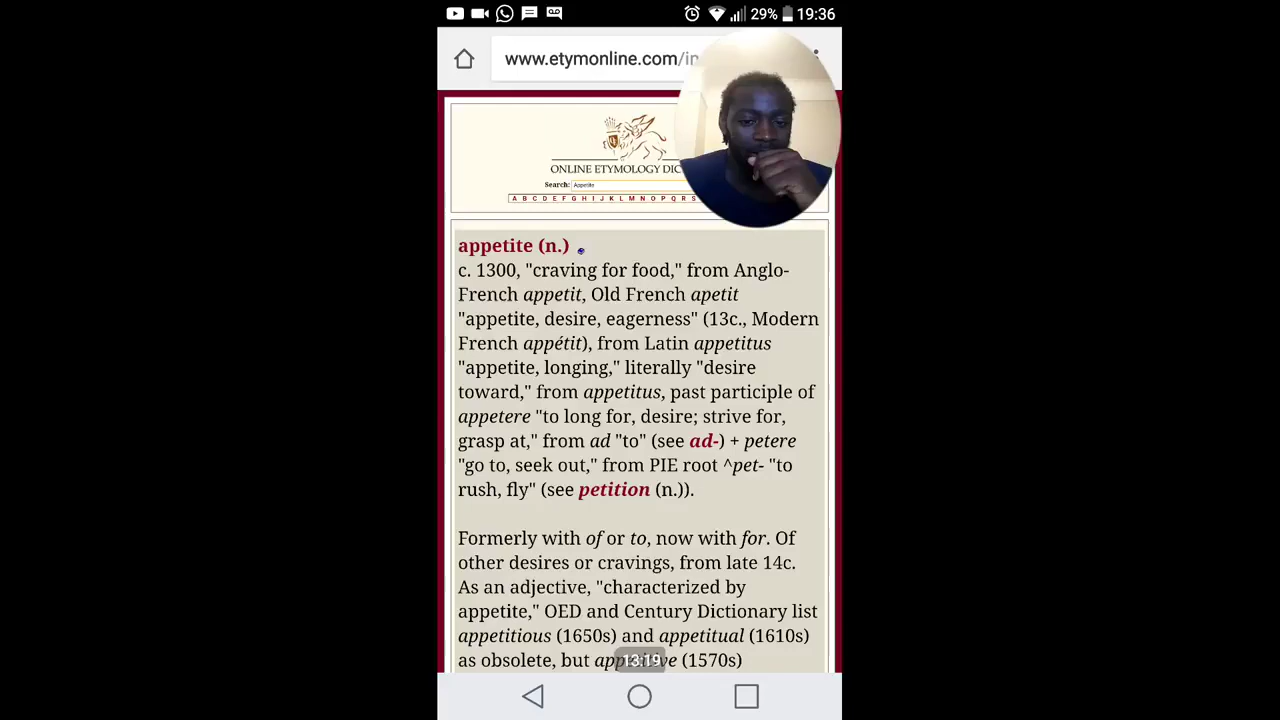 29% 19:36
www.etymonline.com/in
ONLINE ETYMOLOGY DIC
Search: Appetite
A B C D E F G H I J K L M N O P Q R S
appetite (n.)
c. 1300, "craving for food," from Anglo-
French appetit, Old French apetit
"appetite, desire, eagerness" (13c., Modern
French appétit), from Latin appetitus
"appetite, longing," literally "desire
toward," from appetitus, past participle of
appetere "to long for, desire; strive for,
grasp at," from ad "to" (see ad-) + petere
"go to, seek out," from PIE root ^pet- "to
rush, fly" (see petition (n.)).
Formerly with of or to, now with for. Of
other desires or cravings, from late 14c.
As an adjective, "characterized by
appetite," OED and Century Dictionary list
appetitious (1650s) and appetitual (1610s)
as obsolete, but appetitive (1570s)
13:19